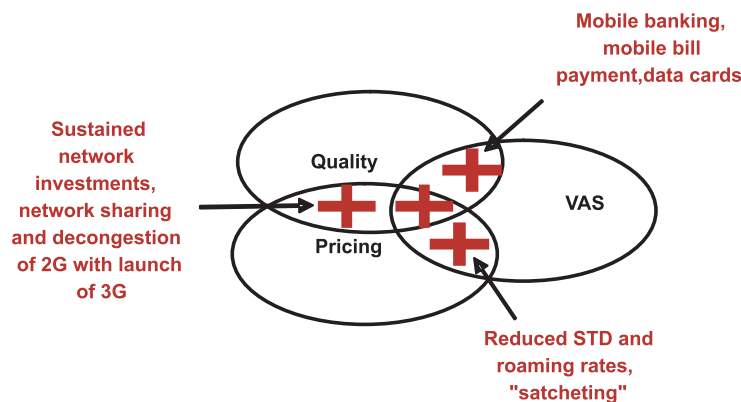 Mobile banking,
mobile bill
payment,data cards
Sustained
network
investments,
network sharing
and decongestion
of 2G with launch
of 3G
Quality
VAS
Pricing
Reduced STD and
roaming rates,
"satcheting"